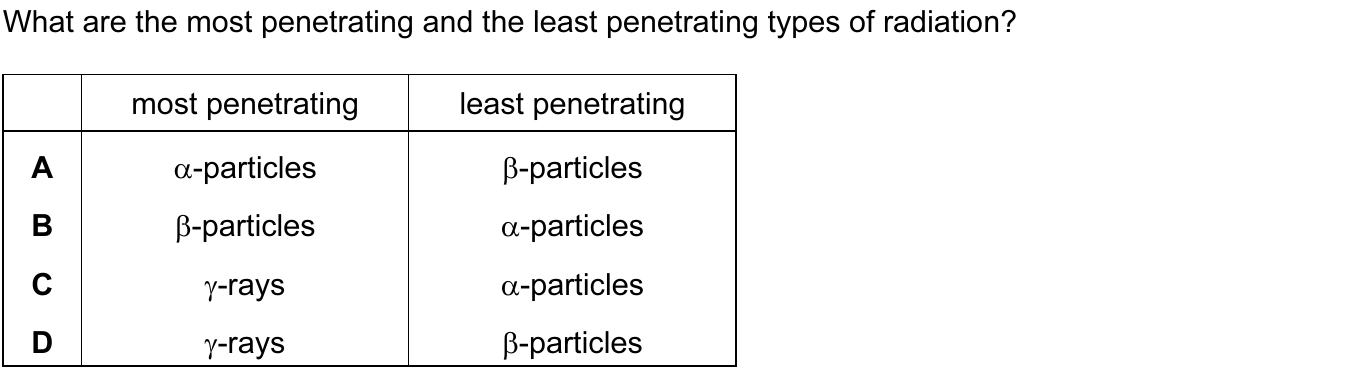 What are the most penetrating and the least penetrating types of radiation?
most penetrating least penetrating
A α-particles β-particles
B β-particles α-particles
C γ-rays α-particles
D γ-rays β-particles